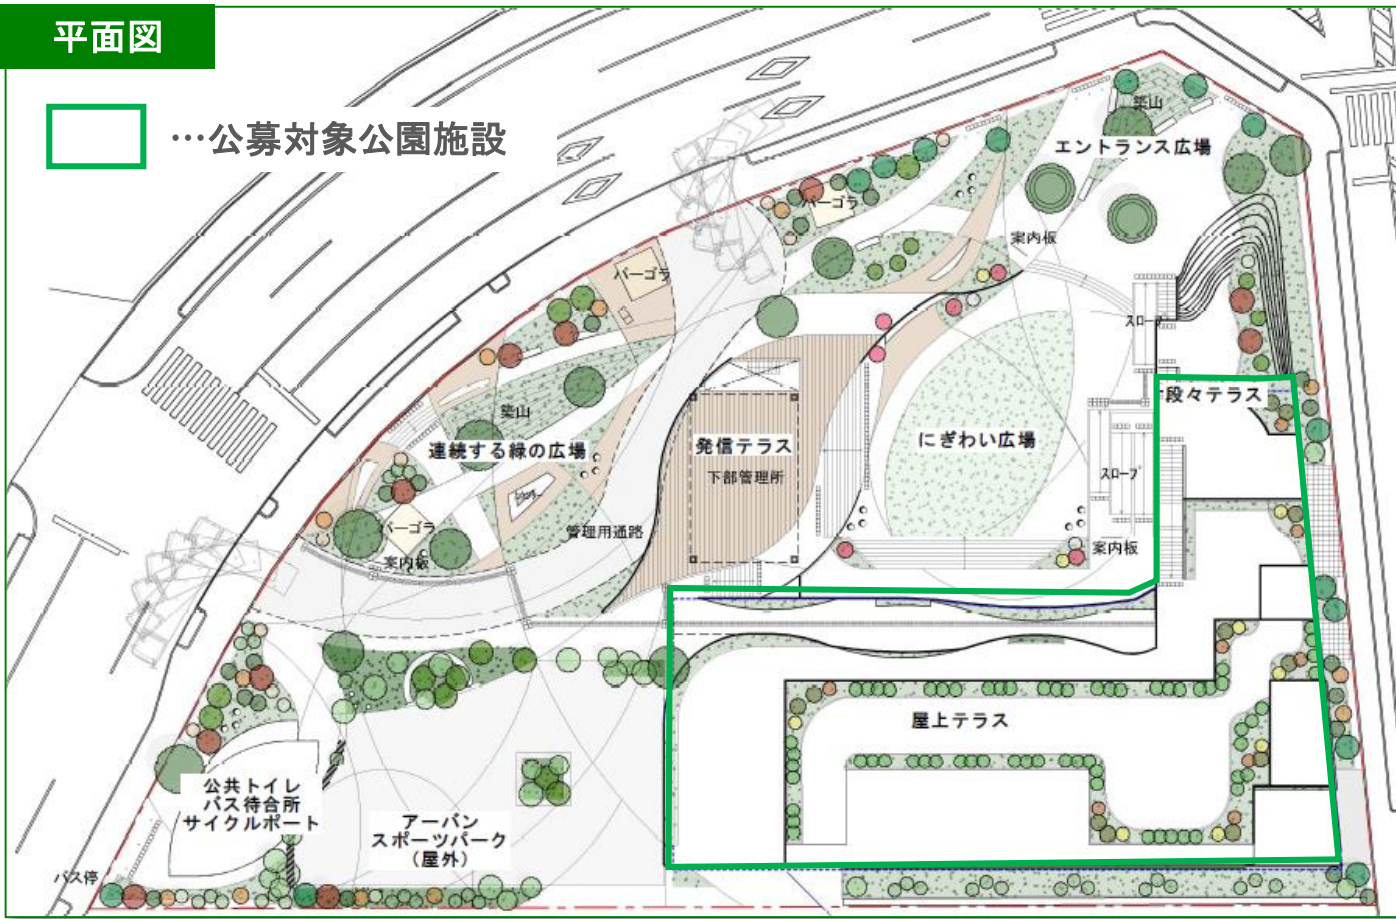 平面図
…公募対象公園施設
築山
エントランス広場
パーゴラ
案内板
パーゴラ
スロープ
段々テラス
築山
連続する緑の広場
発信テラス
下部管理所
にぎわい広場
スロープ
パーゴラ
管理用通路
案内板
案内板
屋上テラス
公共トイレ
バス待合所
サイクルポート
アーバン
スポーツパーク
（屋外）
バス停